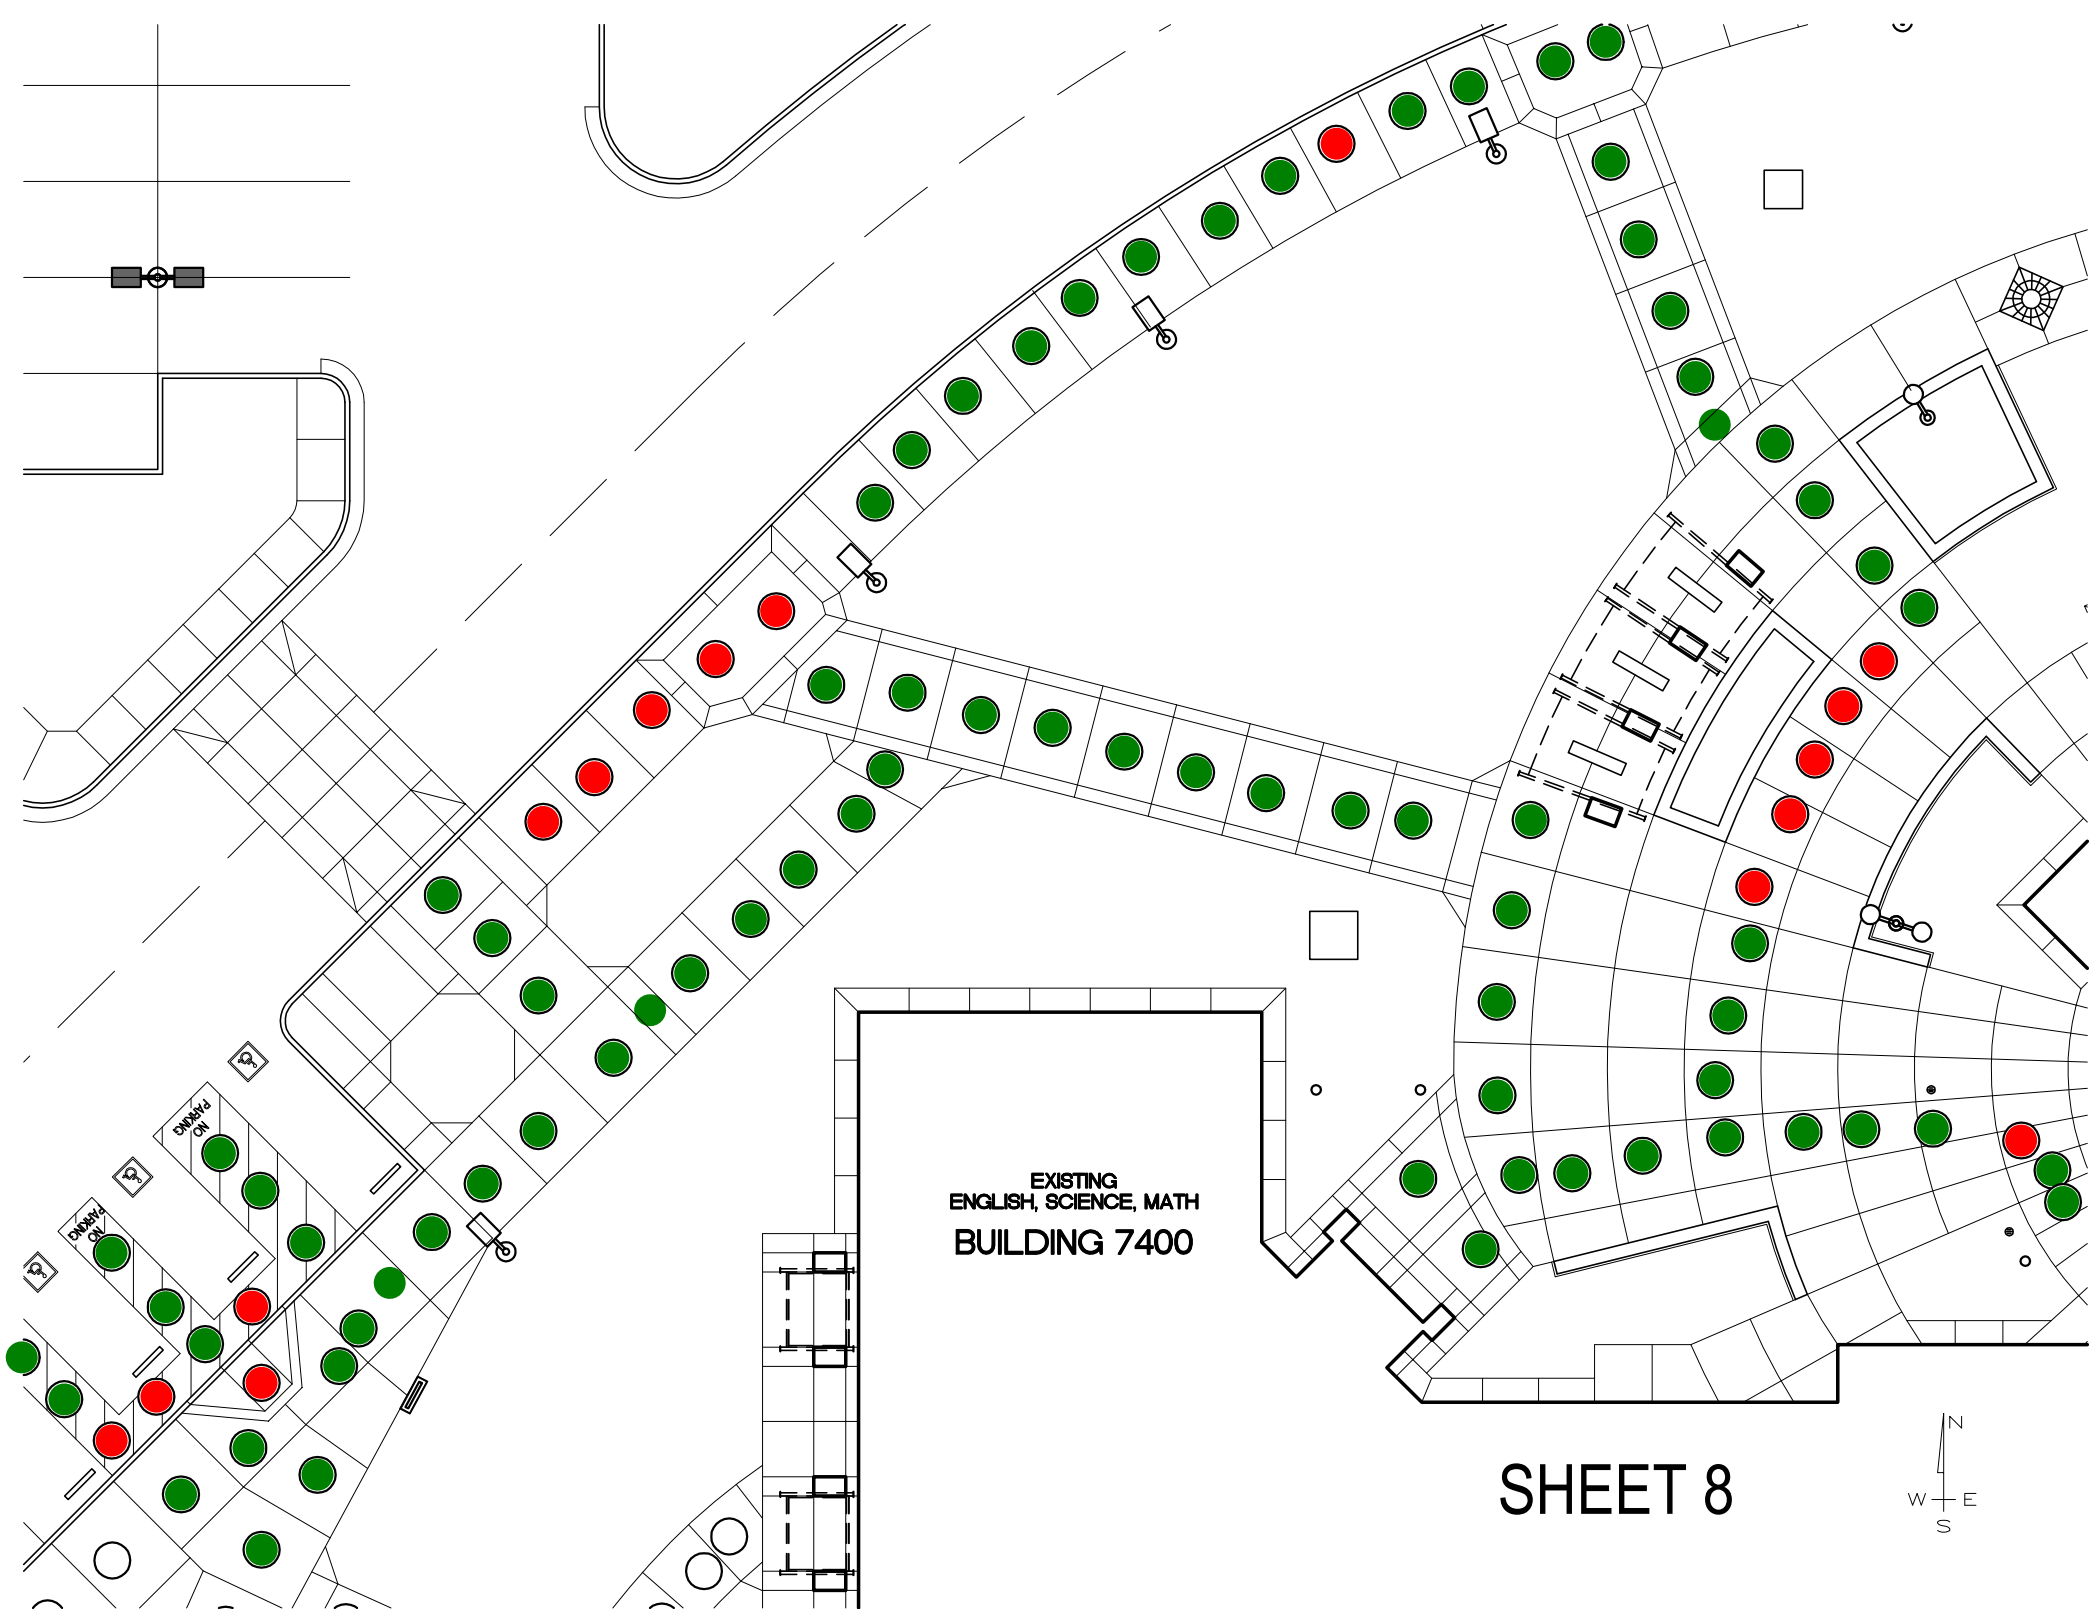 NO
PARKING
NO
PARKING
EXISTING
ENGLISH, SCIENCE, MATH
BUILDING 7400
SHEET 8
N
W E
S